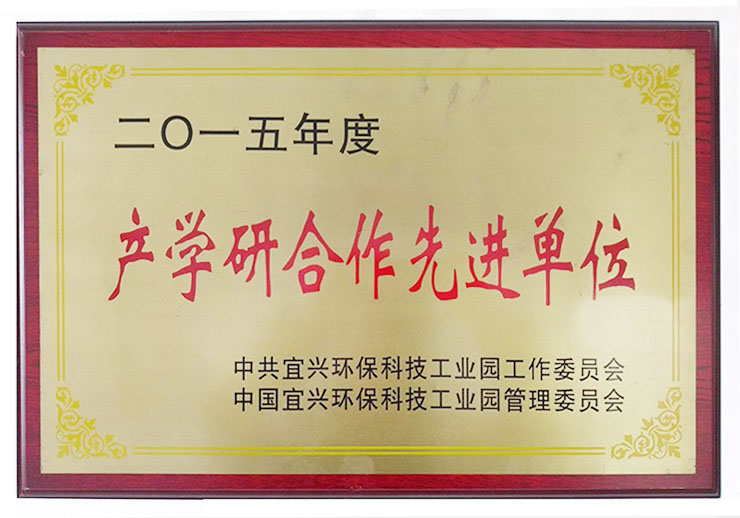 二〇一五年度
产学研合作先进单位
中共宜兴环保科技工业园工作委员会
中国宜兴环保科技工业园管理委员会